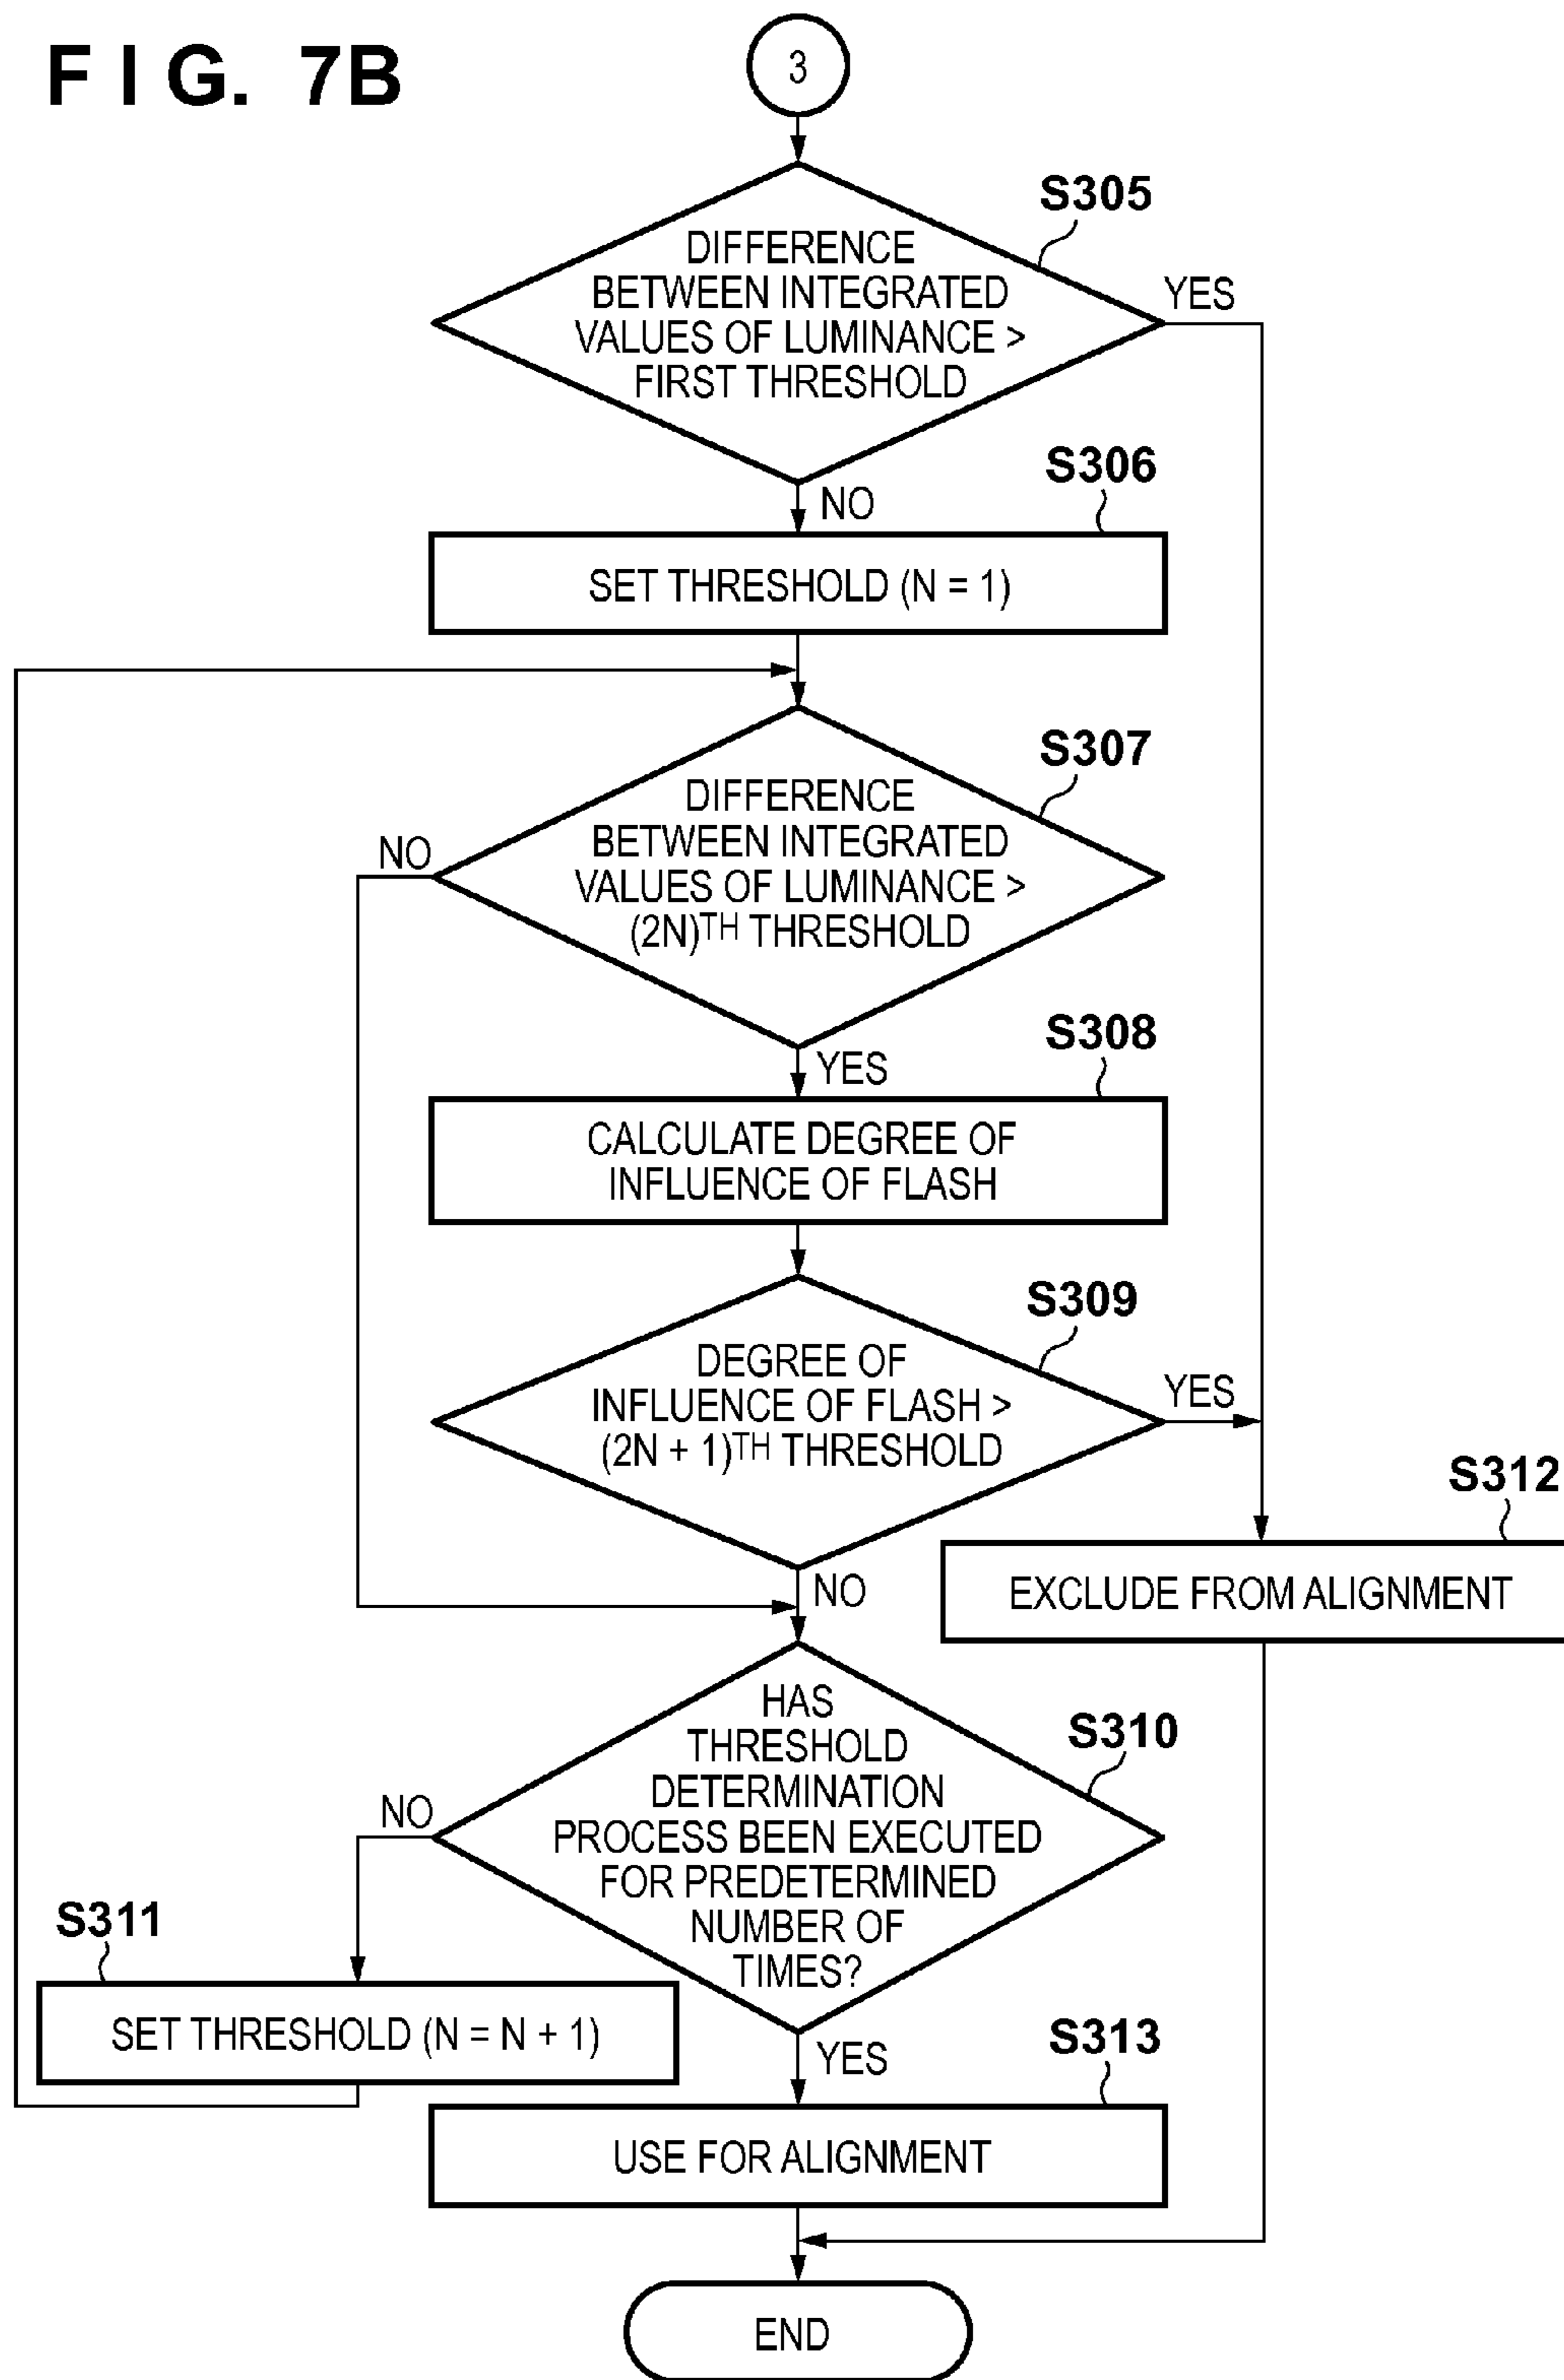 FIG. 7B
3
S305
DIFFERENCE
BETWEEN INTEGRATED
VALUES OF LUMINANCE >
FIRST THRESHOLD
YES
NO
S306
SET THRESHOLD (N = 1)
S307
DIFFERENCE
BETWEEN INTEGRATED
VALUES OF LUMINANCE >
(2N)TH THRESHOLD
NO
YES
S308
CALCULATE DEGREE OF
INFLUENCE OF FLASH
S309
DEGREE OF
INFLUENCE OF FLASH >
(2N + 1)TH THRESHOLD
YES
NO
S312
EXCLUDE FROM ALIGNMENT
S310
HAS
THRESHOLD
DETERMINATION
PROCESS BEEN EXECUTED
FOR PREDETERMINED
NUMBER OF
TIMES?
NO
S311
SET THRESHOLD (N = N + 1)
YES
S313
USE FOR ALIGNMENT
END